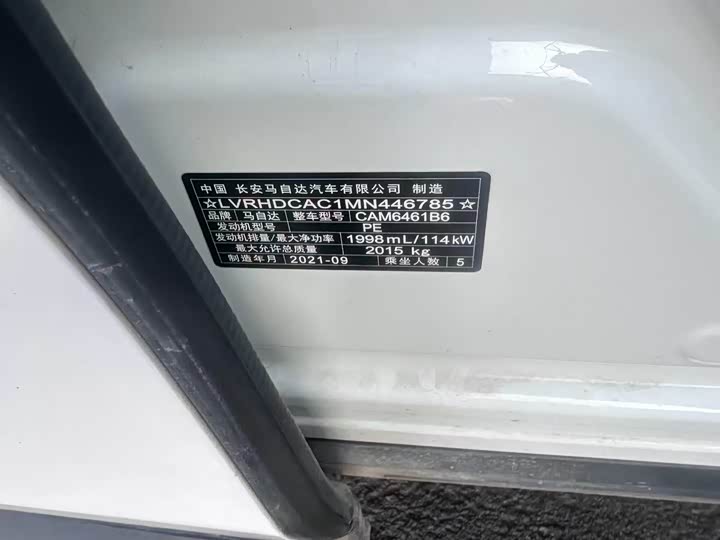 中国 长安马自达汽车有限公司 制造
☆LVRHDCAC1MN446785☆
品牌 马自达 整车型号 CAM6461B6
发动机型号 PE
发动机排量/最大净功率 1998mL/114kW
最大允许总质量 2015 kg
制造年月 2021-09 乘坐人数 5